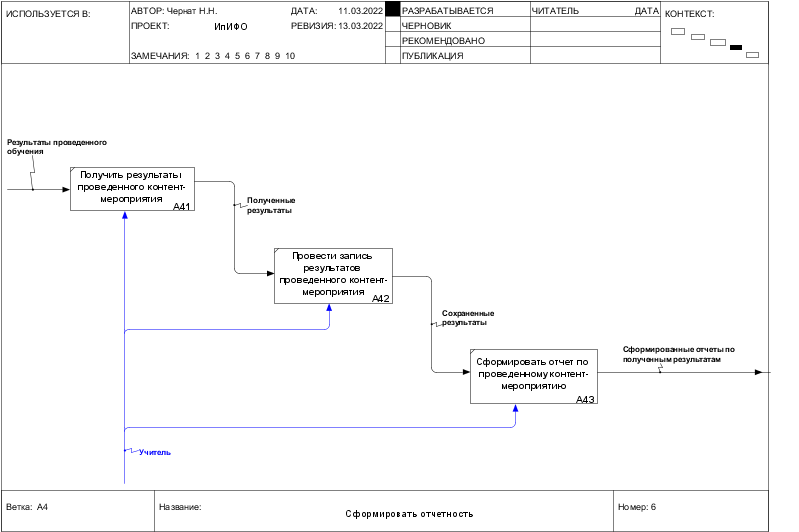 ИСПОЛЬЗУЕТСЯ В:
АВТОР: Чернат Н.Н.
ДАТА: 11.03.2022
РАЗРАБАТЫВАЕТСЯ
ЧИТАТЕЛЬ
ДАТА
КОНТЕКСТ:
ПРОЕКТ: ИпИФО
РЕВИЗИЯ: 13.03.2022
ЧЕРНОВИК
РЕКОМЕНДОВАНО
ЗАМЕЧАНИЯ: 1 2 3 4 5 6 7 8 9 10
ПУБЛИКАЦИЯ
Результаты проведенного
обучения
Получить результаты
проведенного контент-
мероприятия
A41
Полученные
результаты
Провести запись
результатов
проведенного контент-
мероприятия
A42
Сохраненные
результаты
Сформировать отчет по
проведенному контент-
мероприятию
A43
Сформированные отчеты по
полученным результатам
Учитель
Ветка: A4
Название:
Сформировать отчетность
Номер: 6